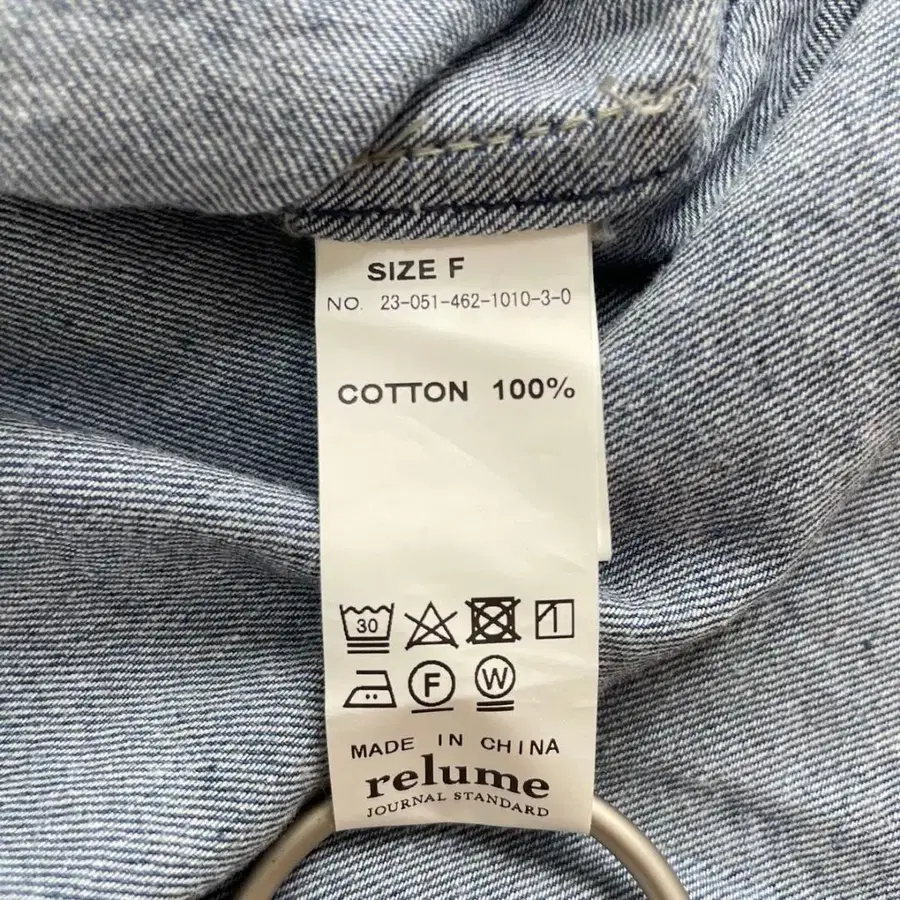 SIZE F
NO. 23-051-462-1010-3-0
COTTON 100%
30
F W
MADE IN CHINA
relume
JOURNAL STANDARD